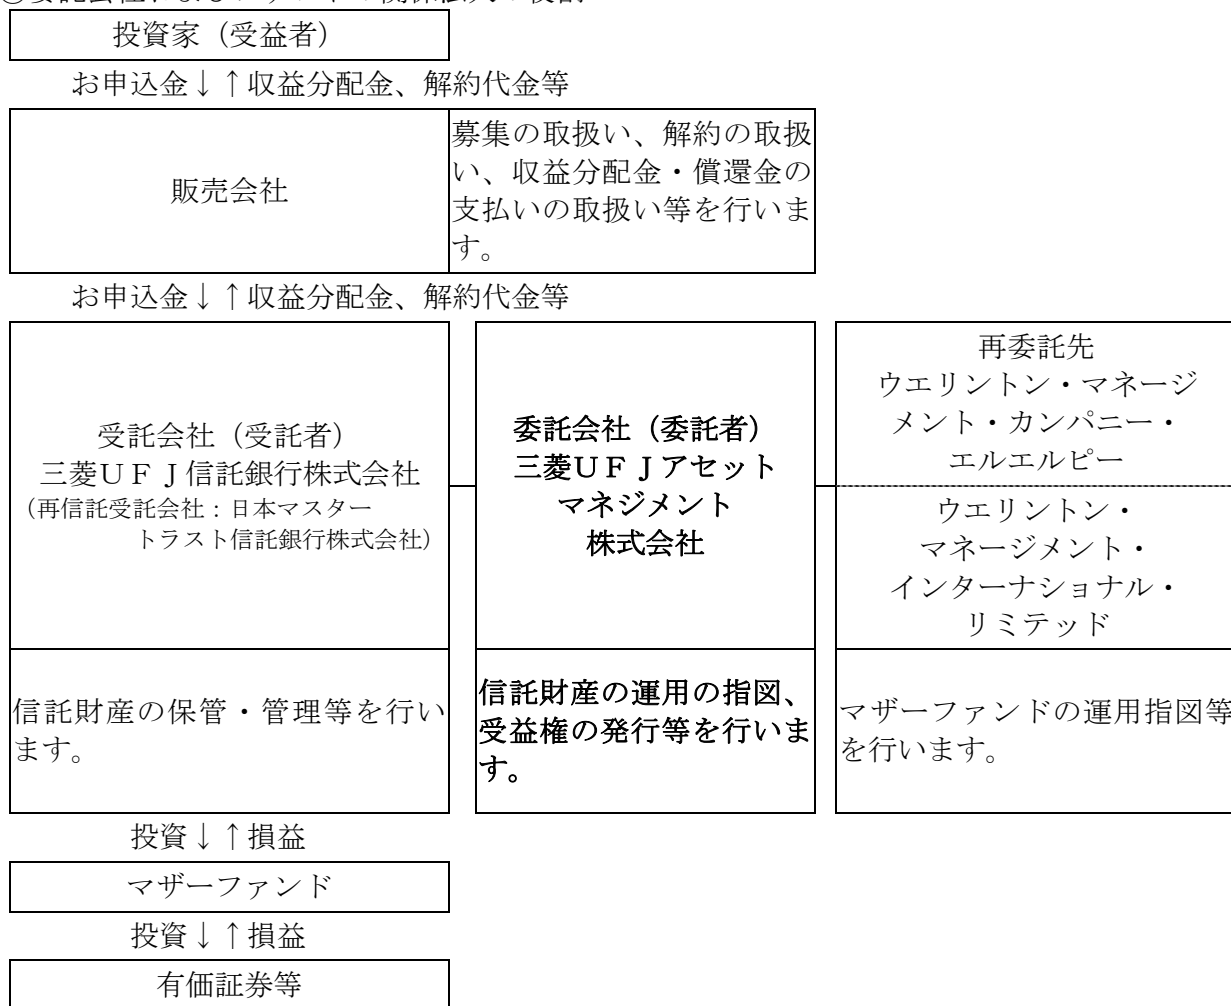 投資家（受益者）
お申込金↓↑収益分配金、解約代金等
販売会社
募集の取扱い、解約の取扱
い、収益分配金・償還金の
支払いの取扱い等を行いま
す。
お申込金↓↑収益分配金、解約代金等
受託会社（受託者）
三菱ＵＦＪ信託銀行株式会社
（再信託受託会社：日本マスター
トラスト信託銀行株式会社）
委託会社（委託者）
三菱ＵＦＪアセット
マネジメント
株式会社
再委託先
ウエリントン・マネージ
メント・カンパニー・
エルエルピー
ウエリントン・
マネージメント・
インターナショナル・
リミテッド
信託財産の保管・管理等を行い
ます。
信託財産の運用の指図、
受益権の発行等を行いま
す。
マザーファンドの運用指図等
を行います。
投資↓↑損益
マザーファンド
投資↓↑損益
有価証券等